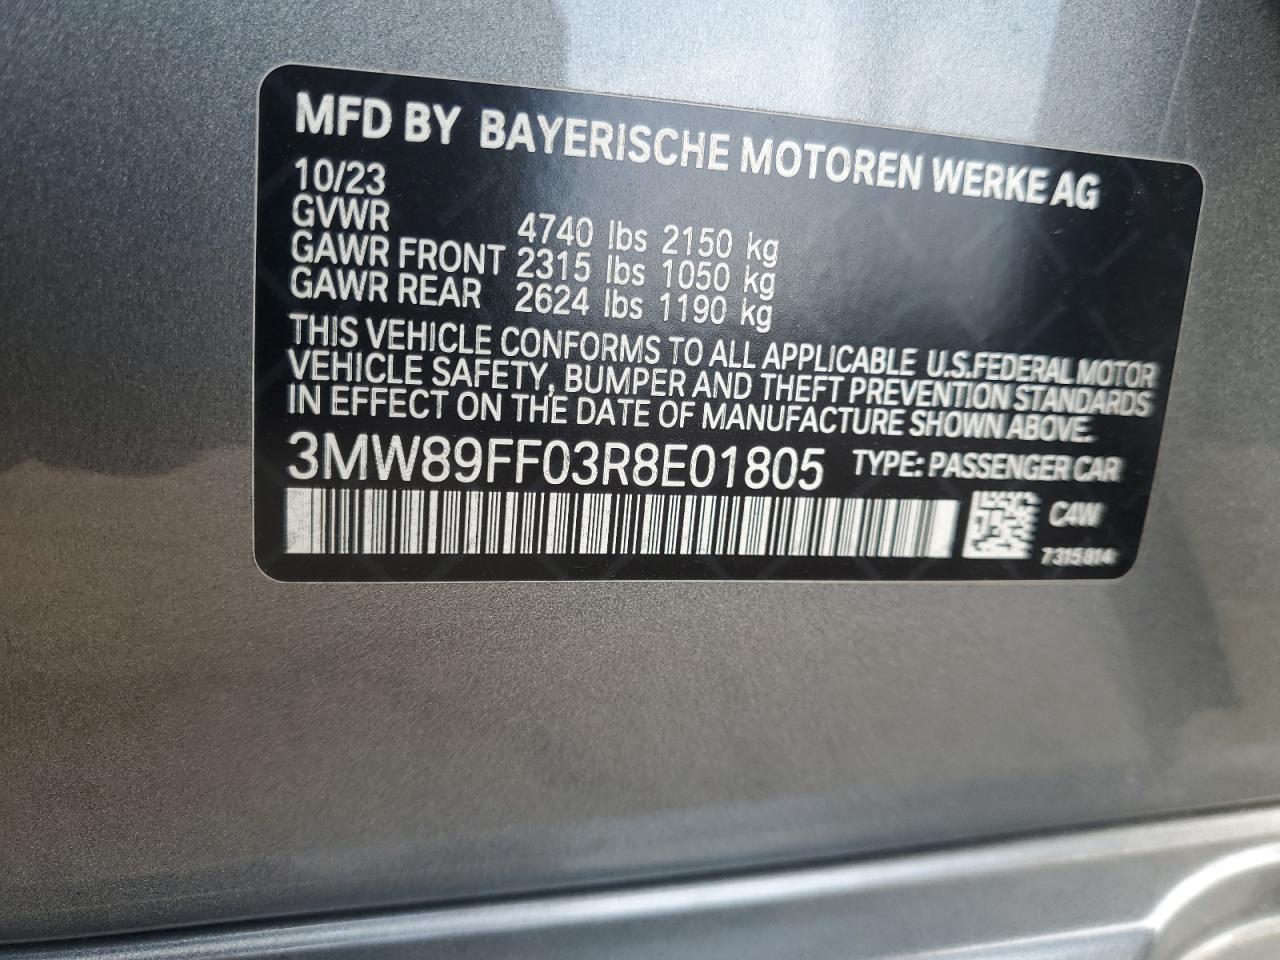 MFD BY BAYERISCHE MOTOREN WERKE AG
10/23
GVWR 4740 lbs 2150 kg
GAWR FRONT 2315 lbs 1050 kg
GAWR REAR 2624 lbs 1190 kg
THIS VEHICLE CONFORMS TO ALL APPLICABLE U.S.FEDERAL MOTOR
VEHICLE SAFETY, BUMPER AND THEFT PREVENTION STANDARDS
IN EFFECT ON THE DATE OF MANUFACTURE SHOWN ABOVE.
3MW89FF03R8E01805 TYPE: PASSENGER CAR
C4W
7315814